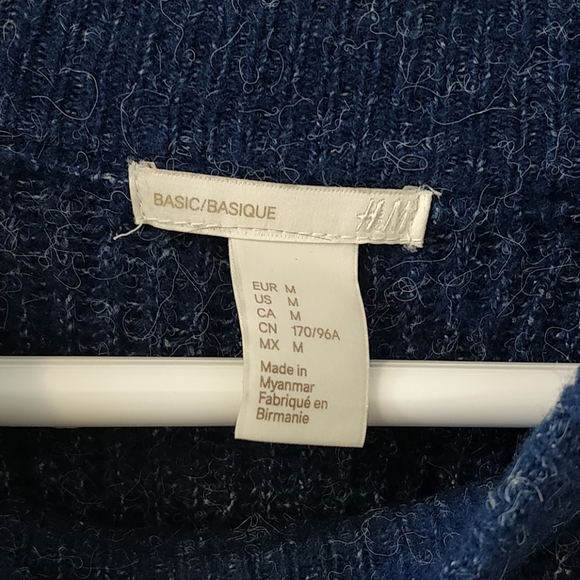 BASIC/BASIQUE
H&M
EUR M
US M
CA M
CN 170/96A
MX M
Made in
Myanmar
Fabriqué en
Birmanie